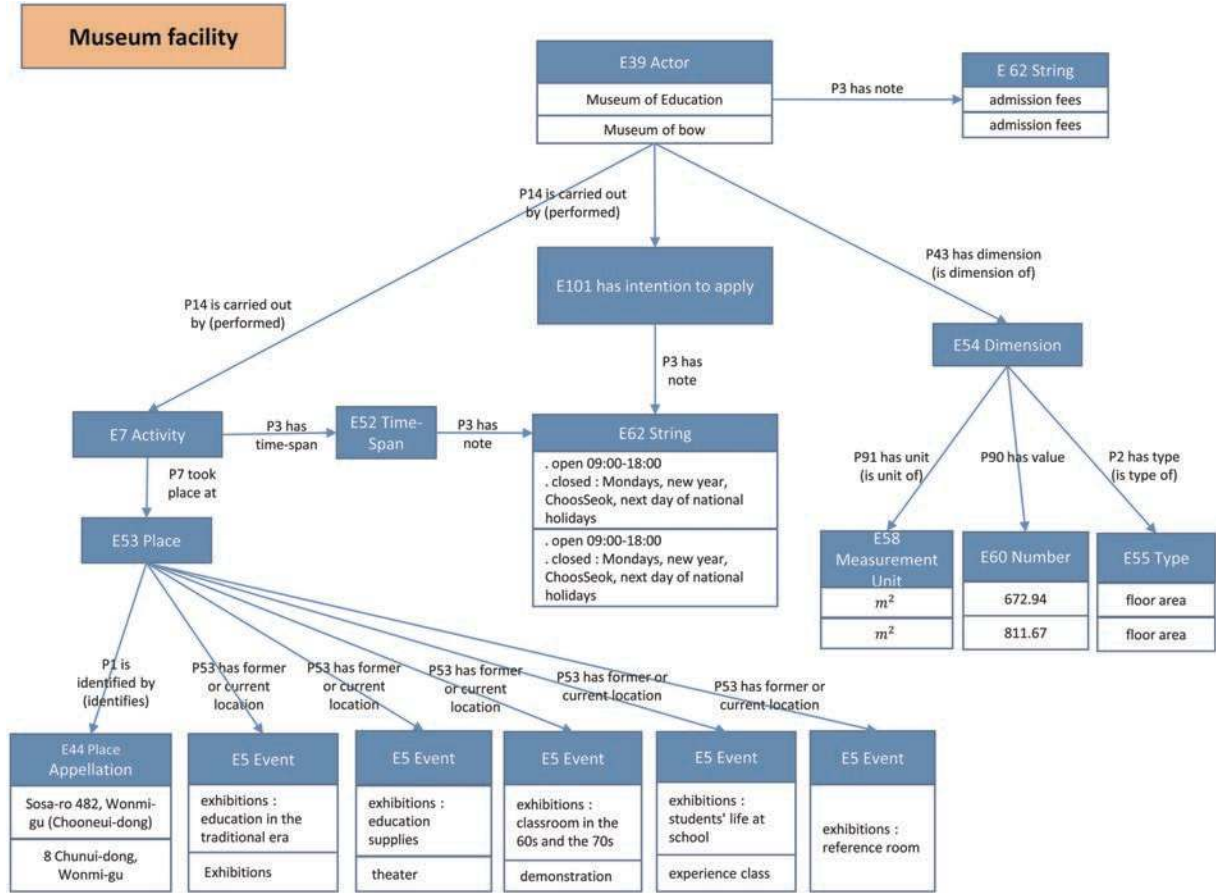 Museum facility
E39 Actor
Museum of Education
Museum of bow
P3 has note
E 62 String
admission fees
admission fees
P14 is carried out
by (performed)
P43 has dimension
(is dimension of)
P14 is carried out
by (performed)
E101 has intention to apply
E54 Dimension
P3 has
note
E7 Activity
P3 has
time-span
E52 Time-
Span
P3 has
note
E62 String
. open 09:00-18:00
. closed : Mondays, new year,
ChoosSeok, next day of national
holidays
. open 09:00-18:00
. closed : Mondays, new year,
ChoosSeok, next day of national
holidays
P91 has unit
(is unit of)
P90 has value
P2 has type
(is type of)
P7 took
place at
E53 Place
E58
Measurement
Unit
m²
m²
E60 Number
672.94
811.67
E55 Type
floor area
floor area
P1 is
identified by
(identifies)
P53 has former
or current
location
P53 has former
or current
location
P53 has former
or current
location
P53 has former or
current location
P53 has former or
current location
E44 Place
Appellation
Sosa-ro 482, Wonmi-
gu (Chooneui-dong)
8 Chunui-dong,
Wonmi-gu
E5 Event
exhibitions :
education in the
traditional era
Exhibitions
E5 Event
exhibitions :
education
supplies
theater
E5 Event
exhibitions :
classroom in the
60s and the 70s
demonstration
E5 Event
exhibitions :
students' life at
school
experience class
E5 Event
exhibitions :
reference room